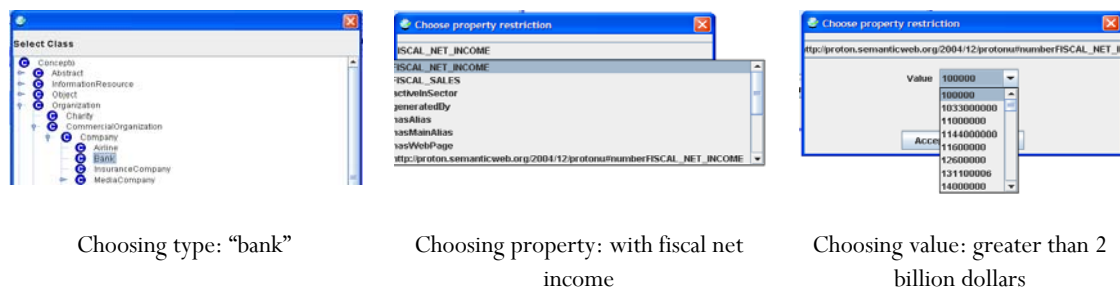 Select Class
Concepto
Abstract
InformationResource
Object
Organization
Charity
CommercialOrganization
Company
Airline
Bank
InsuranceCompany
MediaCompany
Choosing type: “bank”
Choose property restriction
FISCAL_NET_INCOME
FISCAL_NET_INCOME
FISCAL_SALES
activeInSector
generatedBy
hasAlias
hasMainAlias
hasWebPage
http://proton.semanticweb.org/2004/12/protonu#numberFISCAL_NET_INCOME
Choosing property: with fiscal net
income
Choose property restriction
http://proton.semanticweb.org/2004/12/protonu#numberFISCAL_NET_I
Value 100000
100000
1033000000
11000000
1144000000
11600000
12600000
131100006
14000000
Acce
Choosing value: greater than 2
billion dollars